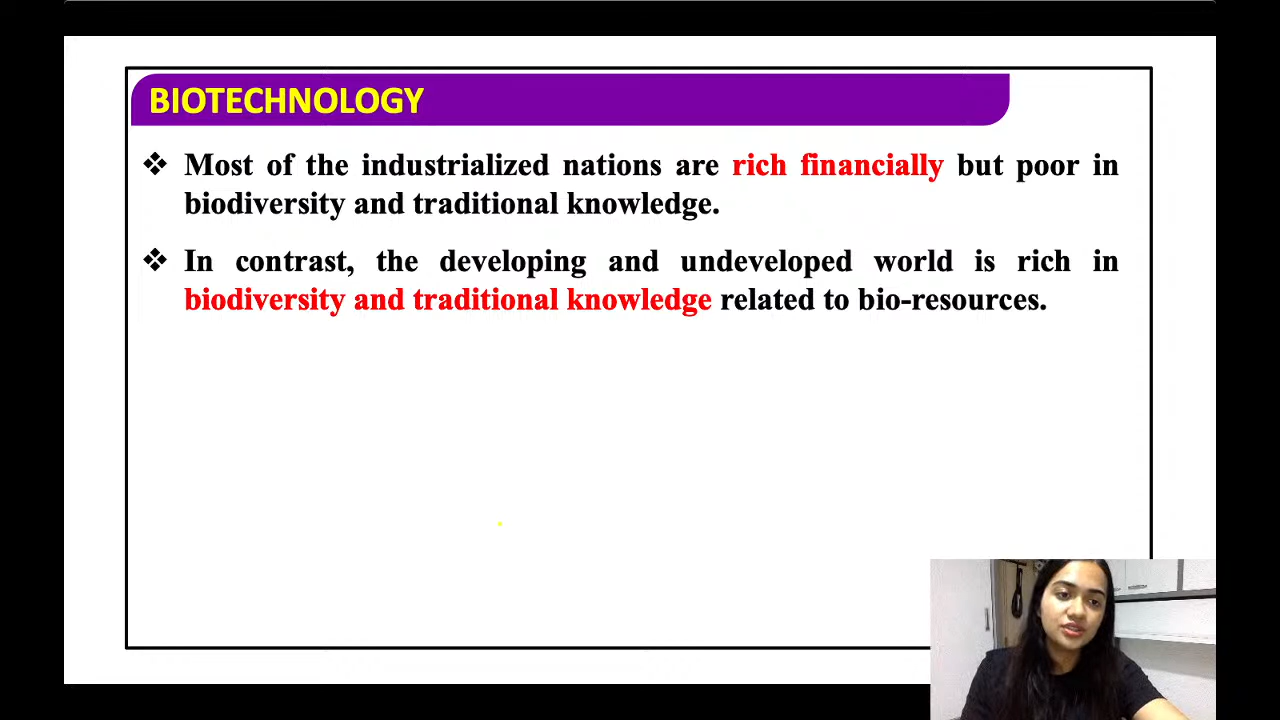 BIOTECHNOLOGY
❖ Most of the industrialized nations are rich financially but poor in
biodiversity and traditional knowledge.
❖ In contrast, the developing and undeveloped world is rich in
biodiversity and traditional knowledge related to bio-resources.